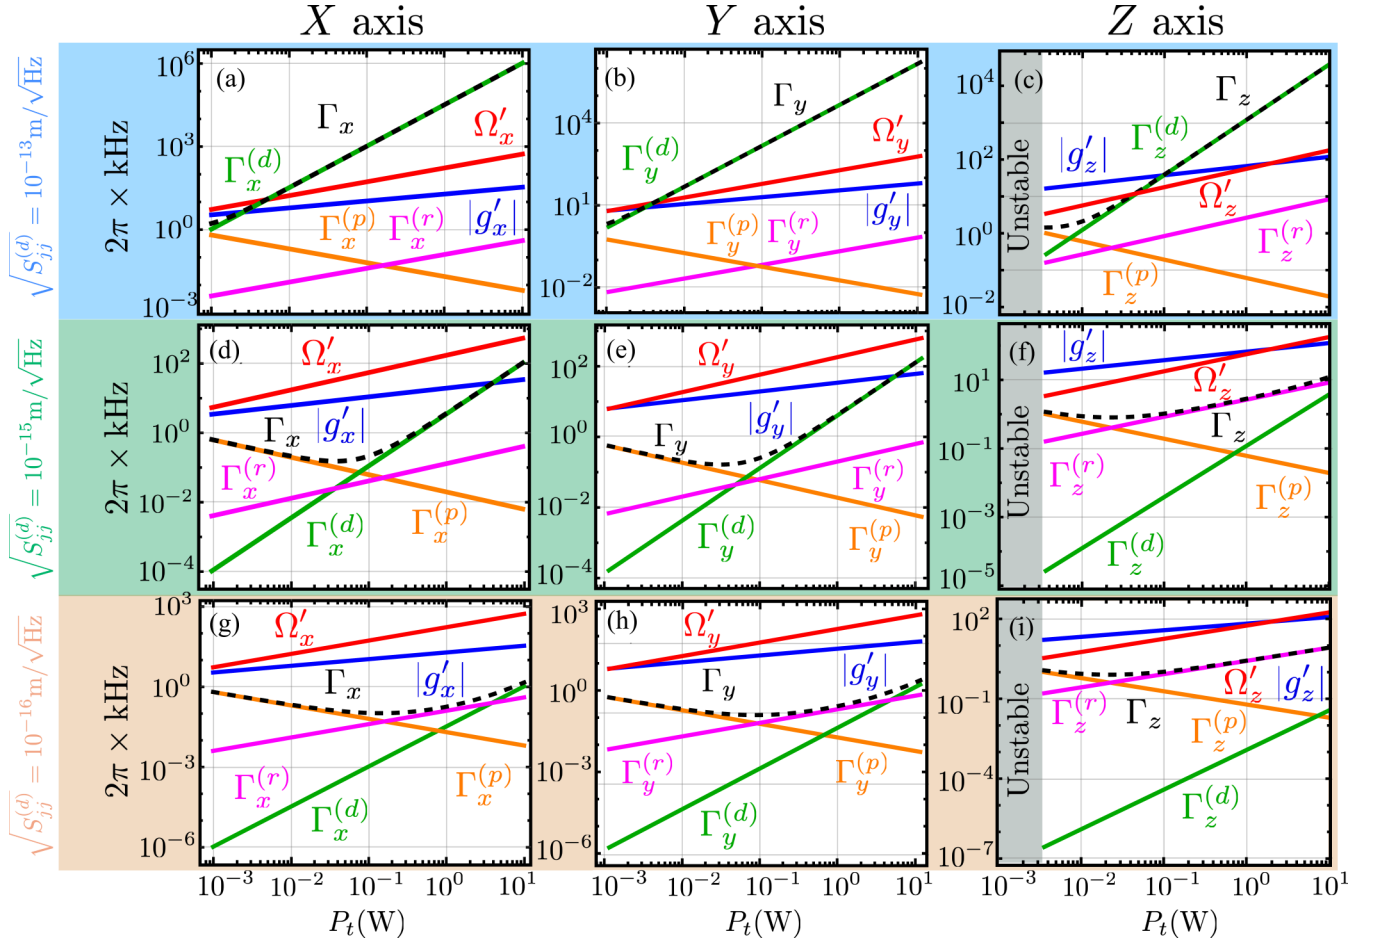 X axis
Y axis
Z axis
√S_jj^(d) = 10^−13 m/√Hz
2π × kHz
10^6
10^3
10^0
10^−3
(a)
Γ_x
Ω′_x
Γ_x^(d)
Γ_x^(p)
Γ_x^(r)
|g′_x|
10^4
10^1
10^−2
(b)
Γ_y
Ω′_y
Γ_y^(d)
Γ_y^(p)
Γ_y^(r)
|g′_y|
10^4
10^2
10^0
10^−2
Unstable
(c)
Γ_z
|g′_z|
Γ_z^(d)
Ω′_z
Γ_z^(r)
Γ_z^(p)
√S_jj^(d) = 10^−15 m/√Hz
2π × kHz
10^2
10^0
10^−2
10^−4
(d)
Ω′_x
Γ_x
|g′_x|
Γ_x^(r)
Γ_x^(d)
Γ_x^(p)
10^2
10^0
10^−2
10^−4
(e)
Ω′_y
Γ_y
|g′_y|
Γ_y^(r)
Γ_y^(d)
Γ_y^(p)
10^1
10^−1
10^−3
10^−5
Unstable
(f)
|g′_z|
Ω′_z
Γ_z
Γ_z^(r)
Γ_z^(p)
Γ_z^(d)
√S_jj^(d) = 10^−16 m/√Hz
2π × kHz
10^3
10^0
10^−3
10^−6
(g)
Ω′_x
Γ_x
|g′_x|
Γ_x^(r)
Γ_x^(d)
Γ_x^(p)
10^3
10^0
10^−3
10^−6
(h)
Ω′_y
Γ_y
|g′_y|
Γ_y^(r)
Γ_y^(d)
Γ_y^(p)
10^2
10^−1
10^−4
10^−7
Unstable
(i)
Ω′_z
|g′_z|
Γ_z^(r)
Γ_z
Γ_z^(p)
Γ_z^(d)
10^−3 10^−2 10^−1 10^0 10^1
10^−3 10^−2 10^−1 10^0 10^1
10^−3 10^−2 10^−1 10^0 10^1
P_t(W)
P_t(W)
P_t(W)